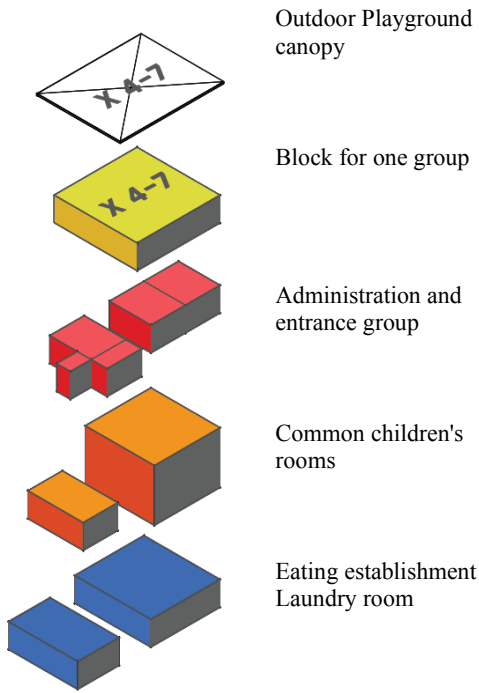 Outdoor Playground
canopy
X 4-7
Block for one group
X 4-7
Administration and
entrance group
Common children's
rooms
Eating establishment
Laundry room